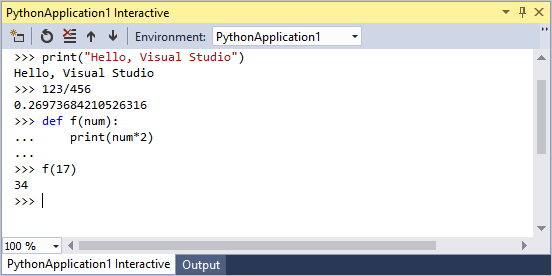 PythonApplication1 Interactive
Environment: PythonApplication1
>>> print("Hello, Visual Studio")
Hello, Visual Studio
>>> 123/456
0.26973684210526316
>>> def f(num):
...     print(num*2)
...
>>> f(17)
34
>>>
100 %
PythonApplication1 Interactive Output